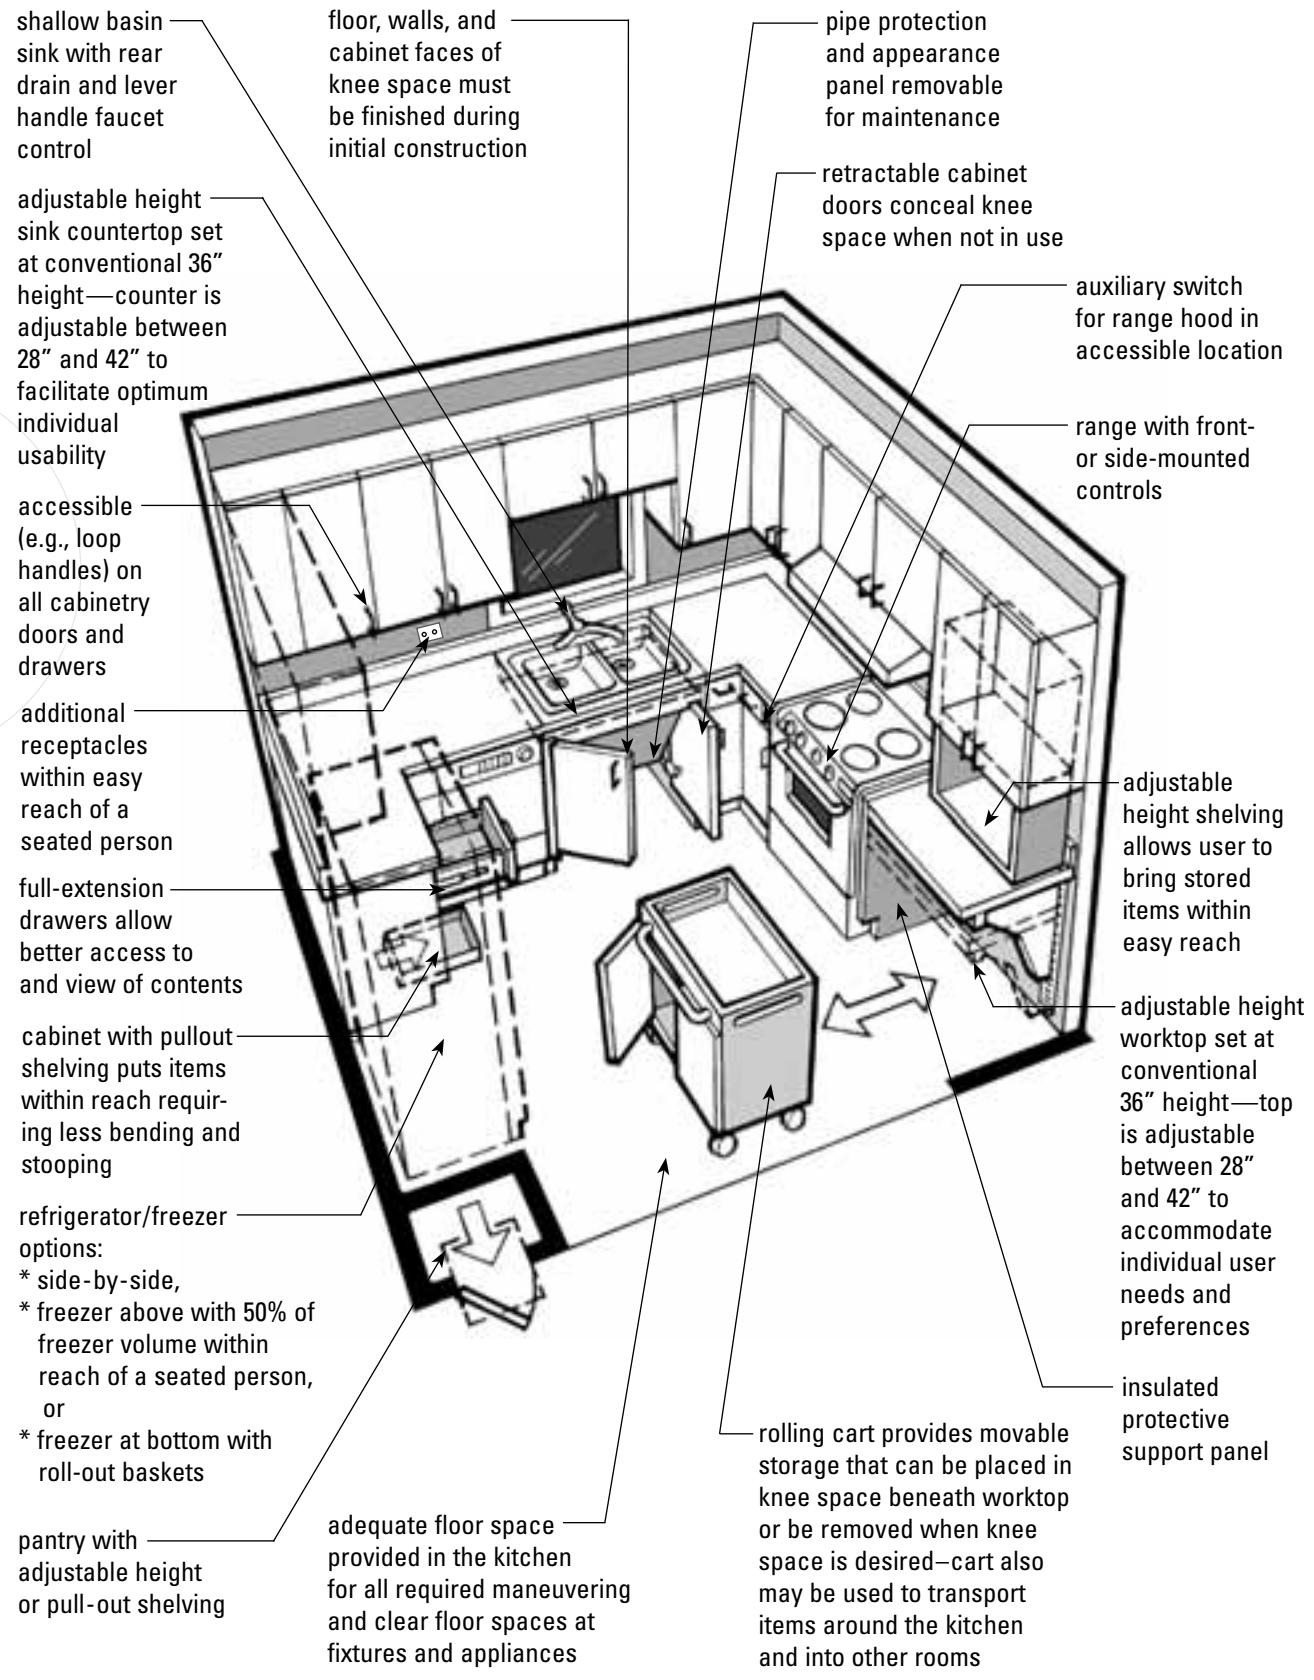 shallow basin
sink with rear
drain and lever
handle faucet
control
floor, walls, and
cabinet faces of
knee space must
be finished during
initial construction
pipe protection
and appearance
panel removable
for maintenance
retractable cabinet
doors conceal knee
space when not in use
adjustable height
sink countertop set
at conventional 36″
height—counter is
adjustable between
28″ and 42″ to
facilitate optimum
individual
usability
auxiliary switch
for range hood in
accessible location
range with front-
or side-mounted
controls
accessible
(e.g., loop
handles) on
all cabinetry
doors and
drawers
additional
receptacles
within easy
reach of a
seated person
adjustable
height shelving
allows user to
bring stored
items within
easy reach
full-extension
drawers allow
better access to
and view of contents
cabinet with pullout
shelving puts items
within reach requir-
ing less bending and
stooping
adjustable height
worktop set at
conventional
36″ height—top
is adjustable
between 28″
and 42″ to
accommodate
individual user
needs and
preferences
refrigerator/freezer
options:
* side-by-side,
* freezer above with 50% of
freezer volume within
reach of a seated person,
or
* freezer at bottom with
roll-out baskets
insulated
protective
support panel
pantry with
adjustable height
or pull-out shelving
adequate floor space
provided in the kitchen
for all required maneuvering
and clear floor spaces at
fixtures and appliances
rolling cart provides movable
storage that can be placed in
knee space beneath worktop
or be removed when knee
space is desired–cart also
may be used to transport
items around the kitchen
and into other rooms